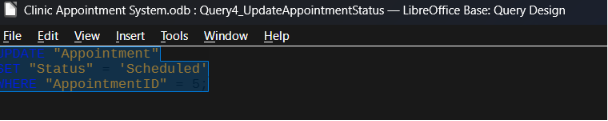 Clinic Appointment System.odb : Query4_UpdateAppointmentStatus — LibreOffice Base: Query Design
File Edit View Insert Tools Window Help
"Appointment"
SET "Status" = 'Scheduled'
"AppointmentID" = 5;